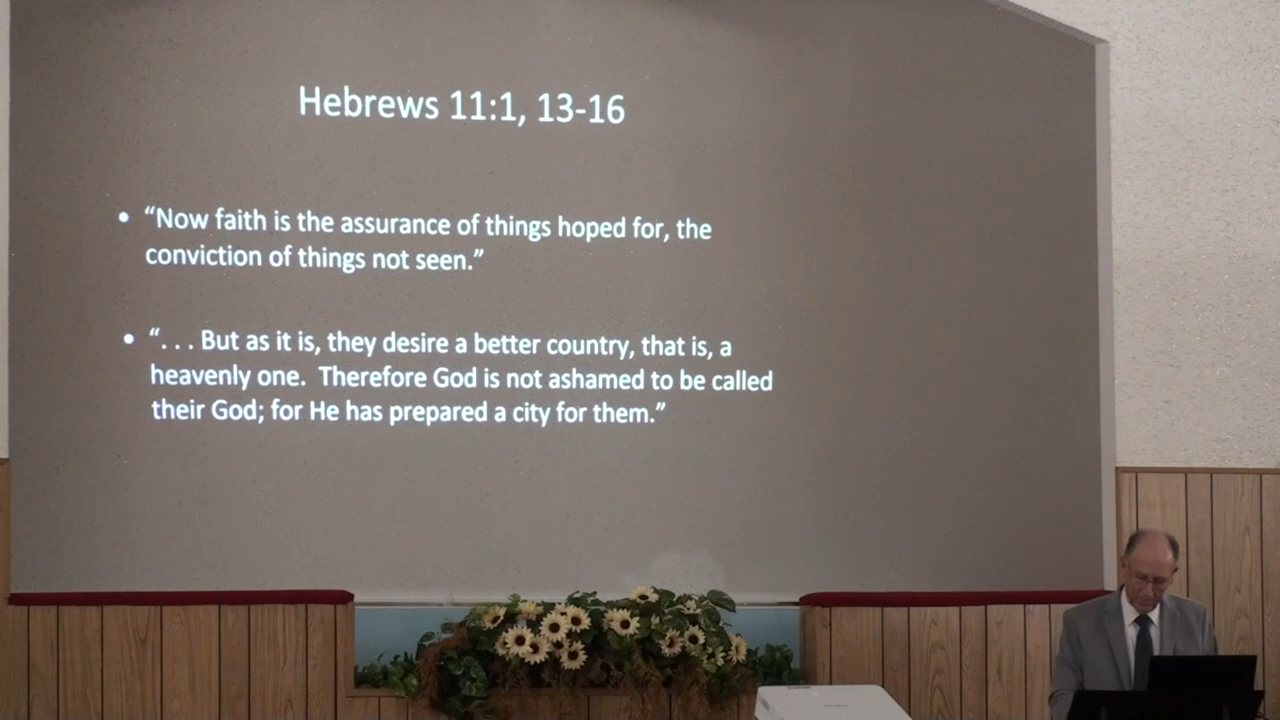 Hebrews 11:1, 13-16
• “Now faith is the assurance of things hoped for, the
conviction of things not seen.”
• “. . . But as it is, they desire a better country, that is, a
heavenly one.  Therefore God is not ashamed to be called
their God; for He has prepared a city for them.”